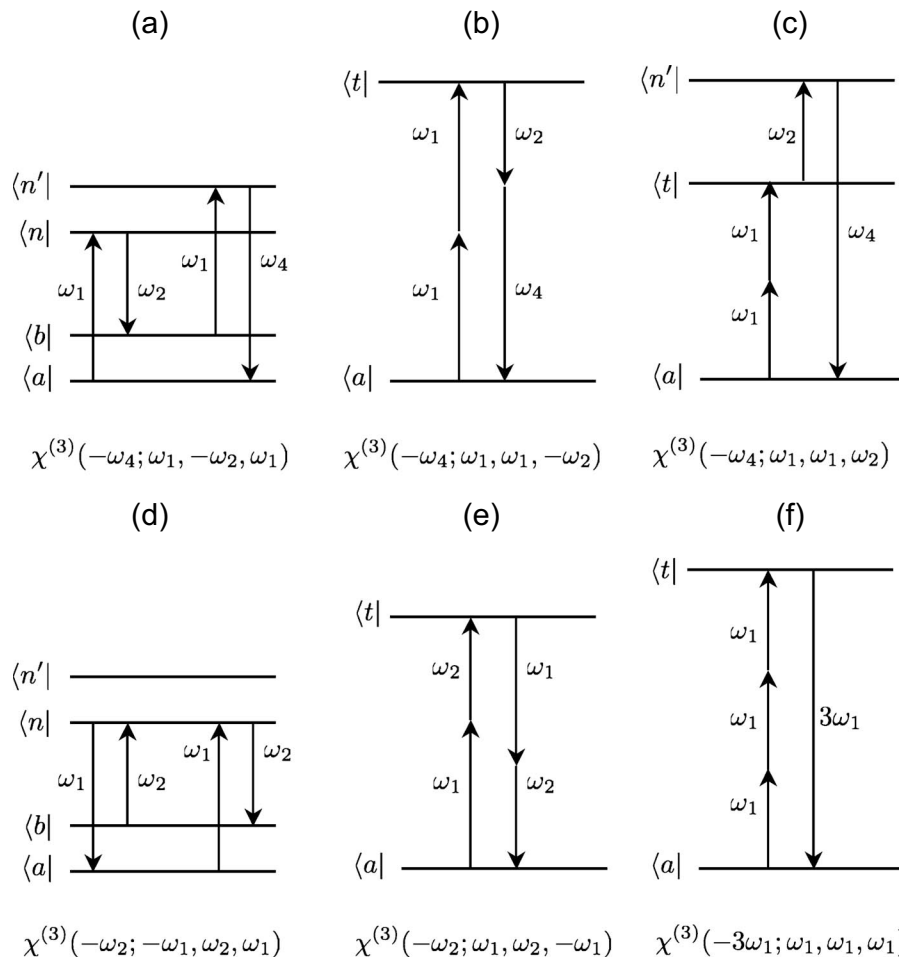 (a)
(b)
(c)
⟨n′|
⟨n|
⟨b|
⟨a|
ω₁
ω₂
ω₁
ω₄
⟨t|
⟨a|
ω₁
ω₁
ω₂
ω₄
⟨n′|
⟨t|
⟨a|
ω₂
ω₁
ω₁
ω₄
χ⁽³⁾(−ω₄; ω₁, −ω₂, ω₁)
χ⁽³⁾(−ω₄; ω₁, ω₁, −ω₂)
χ⁽³⁾(−ω₄; ω₁, ω₁, ω₂)
(d)
(e)
(f)
⟨n′|
⟨n|
⟨b|
⟨a|
ω₁
ω₂
ω₁
ω₂
⟨t|
⟨a|
ω₂
ω₁
ω₁
ω₂
⟨t|
⟨a|
ω₁
ω₁
ω₁
3ω₁
χ⁽³⁾(−ω₂; −ω₁, ω₂, ω₁)
χ⁽³⁾(−ω₂; ω₁, ω₂, −ω₁)
χ⁽³⁾(−3ω₁; ω₁, ω₁, ω₁)